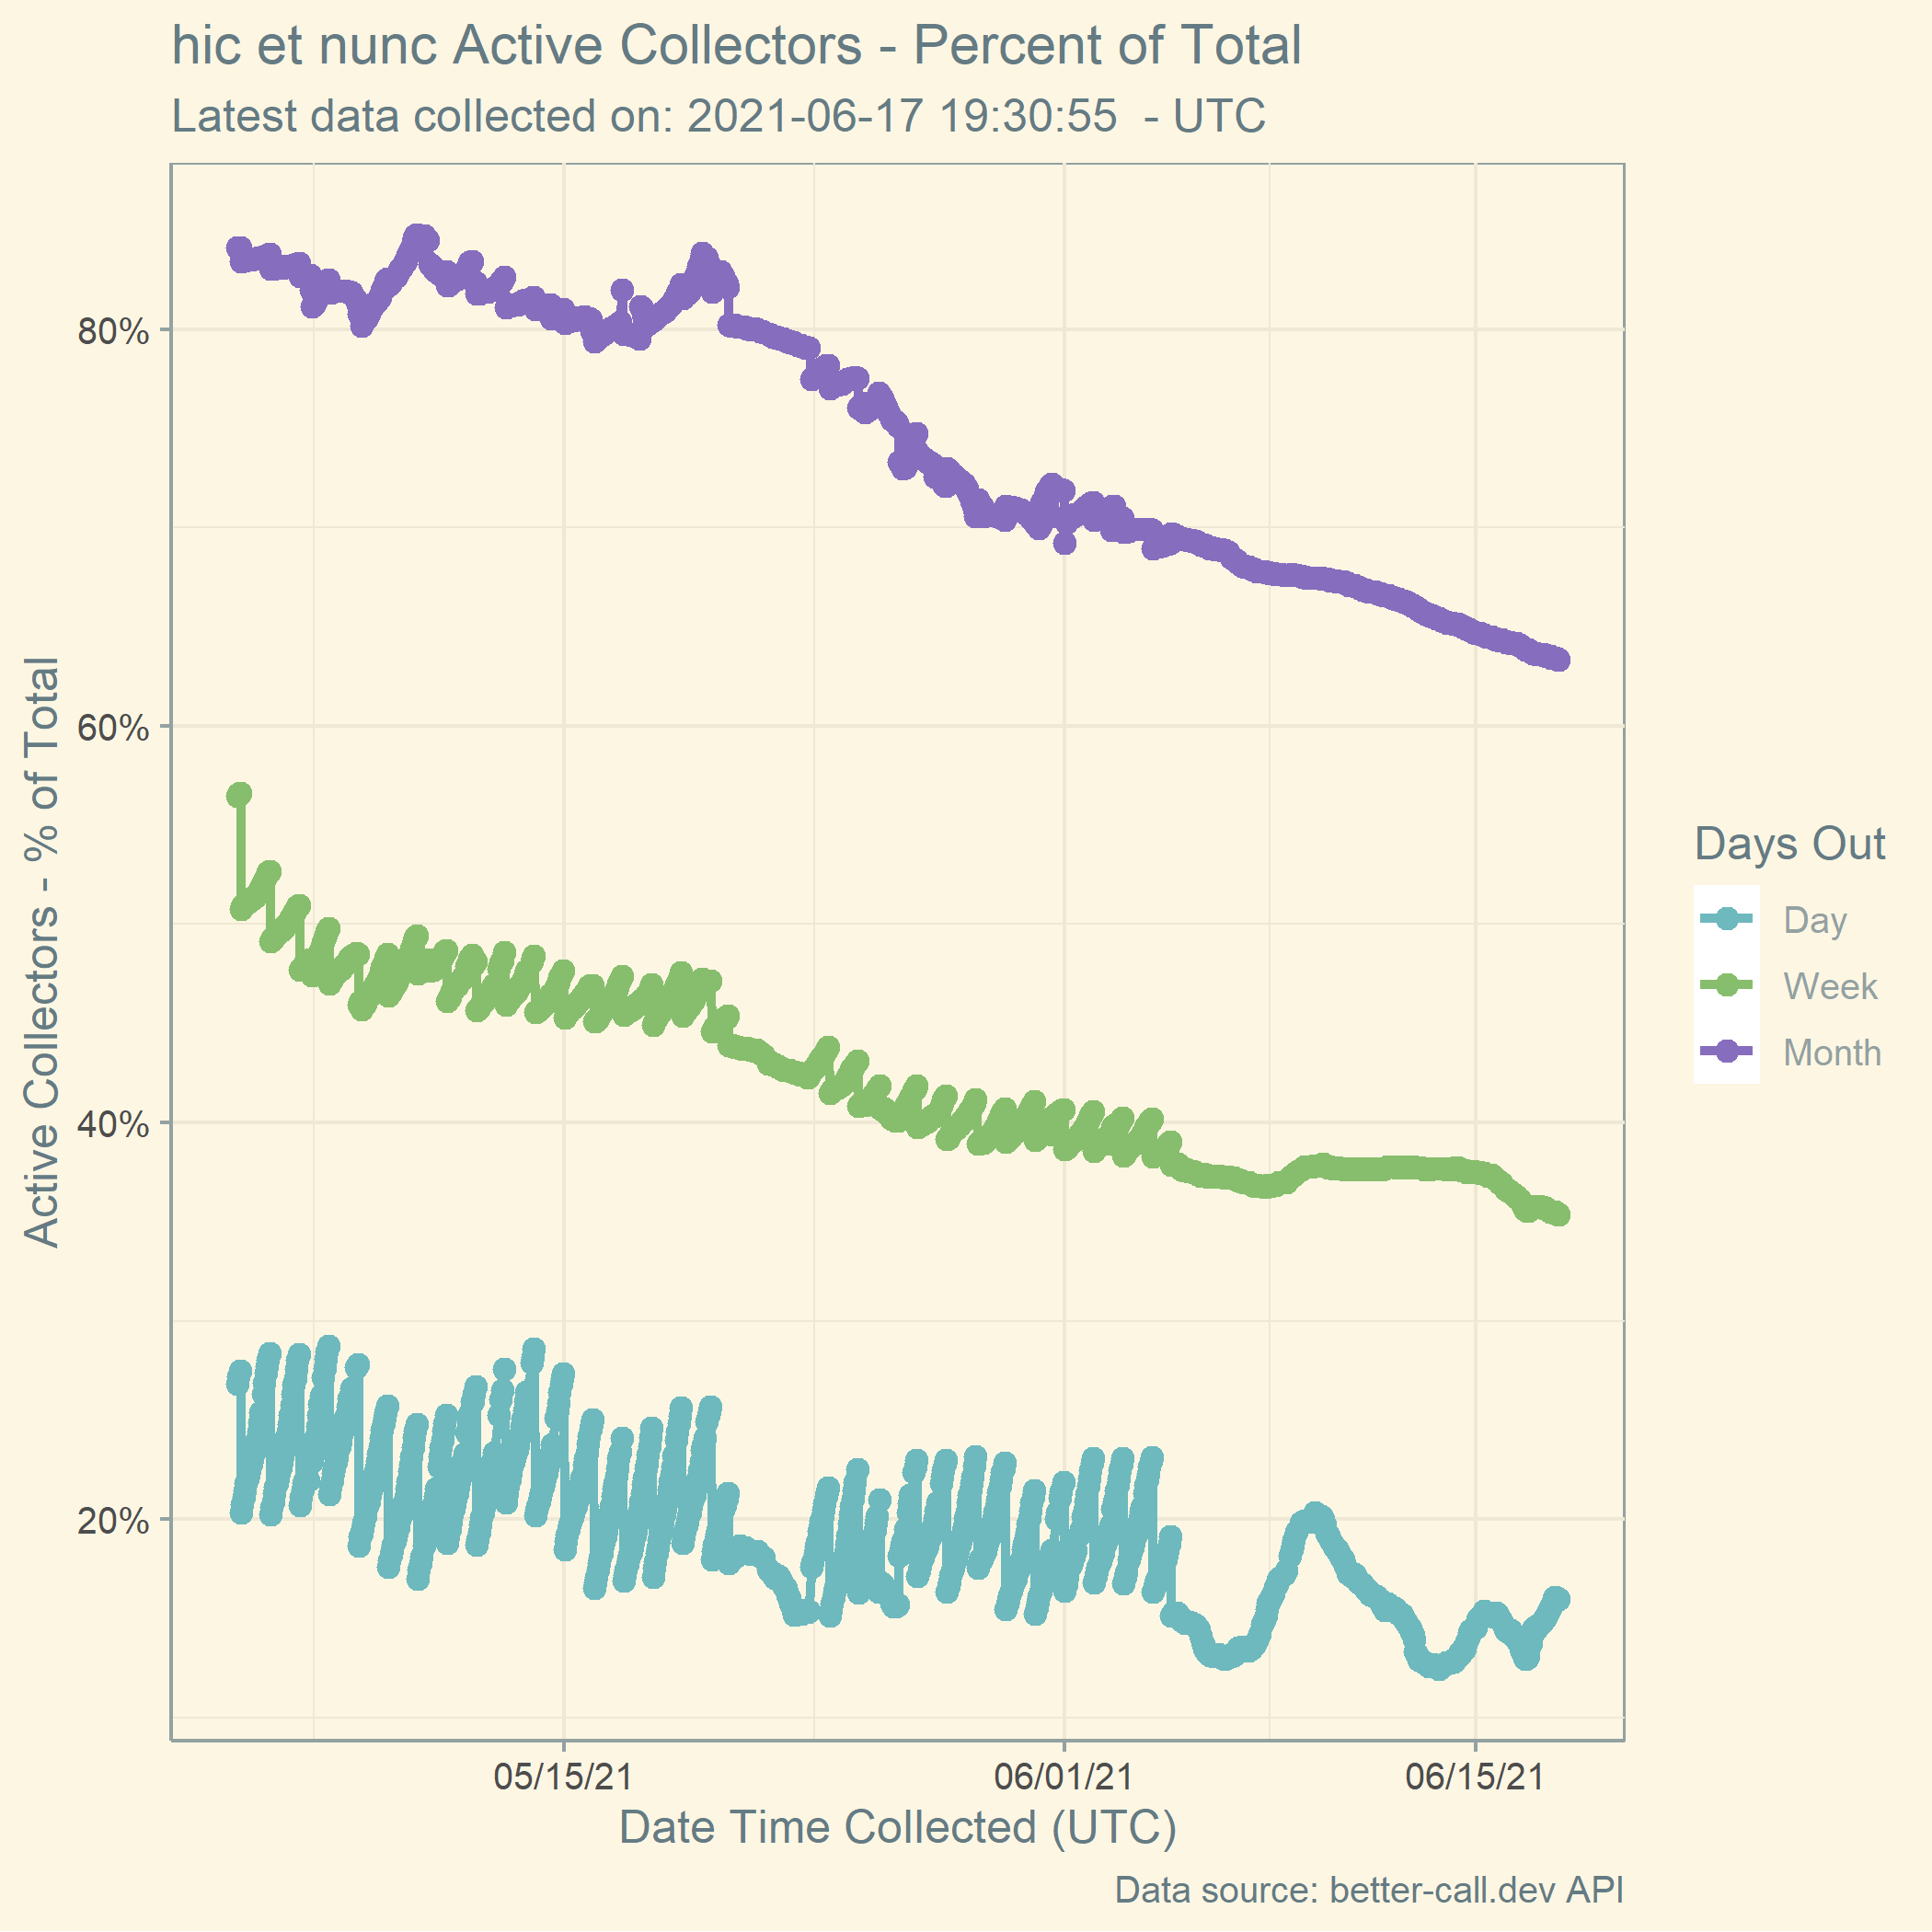 hic et nunc Active Collectors - Percent of Total
Latest data collected on: 2021-06-17 19:30:55  - UTC
Active Collectors - % of Total
80%
60%
40%
20%
05/15/21
06/01/21
06/15/21
Date Time Collected (UTC)
Days Out
Day
Week
Month
Data source: better-call.dev API